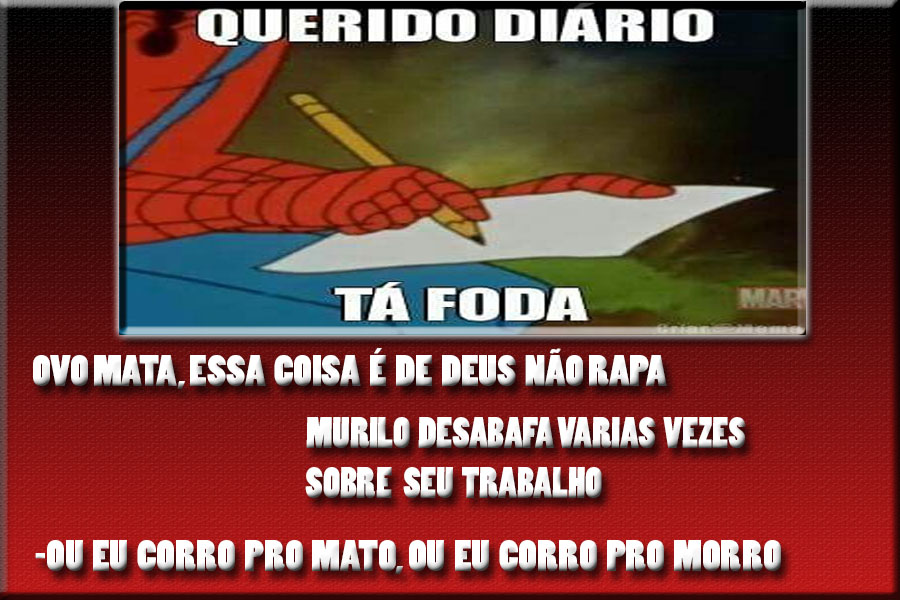 QUERIDO DIÁRIO
TÁ FODA
MAR
OVO MATA, ESSA COISA É DE DEUS NÃO RAPA
MURILO DESABAFA VARIAS VEZES
SOBRE SEU TRABALHO
-OU EU CORRO PRO MATO, OU EU CORRO PRO MORRO